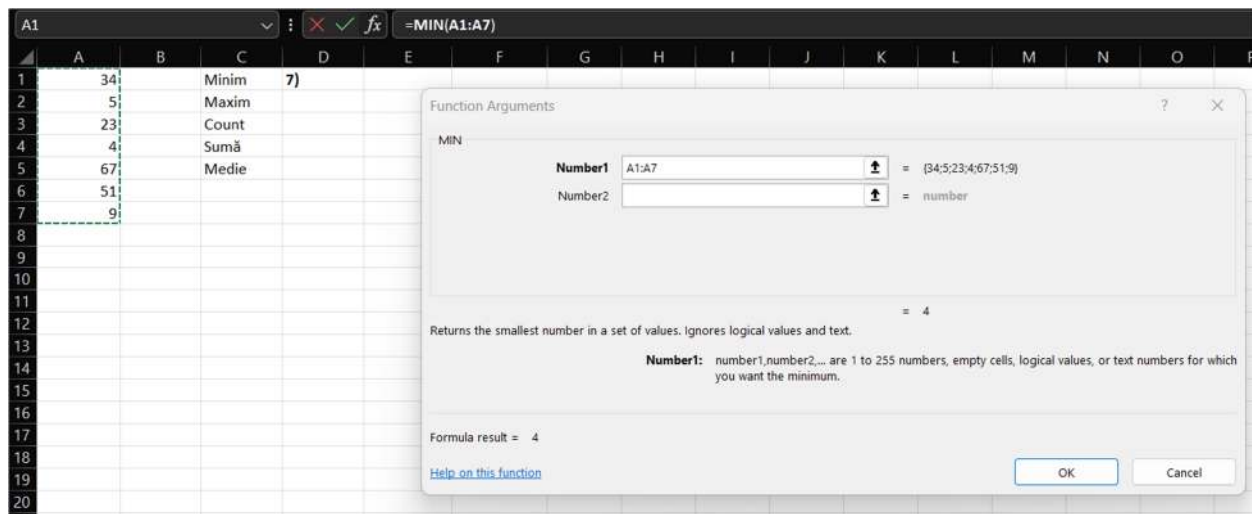 A1 fx =MIN(A1:A7)
A B C D E F G H I J K L M N O
1 34 Minim 7)
2 5 Maxim
3 23 Count
4 4 Sumă
5 67 Medie
6 51
7 9
8
9
10
11
12
13
14
15
16
17
18
19
20
Function Arguments ?
MIN
Number1 A1:A7 = {34;5;23;4;67;51;9}
Number2 = number
= 4
Returns the smallest number in a set of values. Ignores logical values and text.
Number1: number1,number2,... are 1 to 255 numbers, empty cells, logical values, or text numbers for which
you want the minimum.
Formula result = 4
Help on this function
OK Cancel